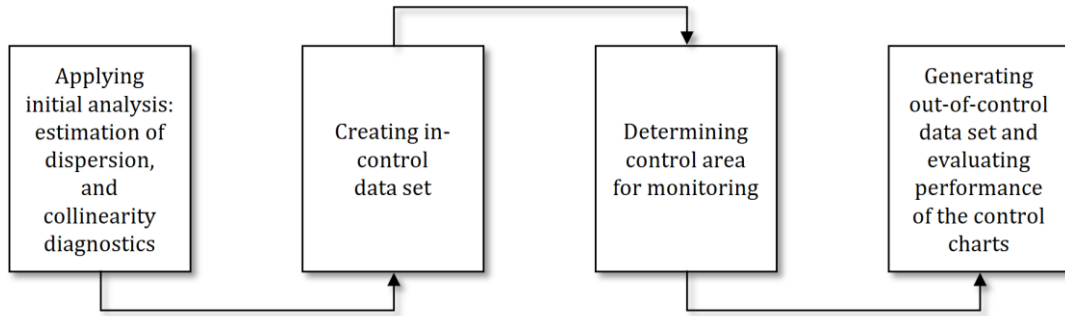 Applying
initial analysis:
estimation of
dispersion,
and
collinearity
diagnostics
Creating in-
control
data set
Determining
control area
for monitoring
Generating
out-of-control
data set and
evaluating
performance
of the control
charts